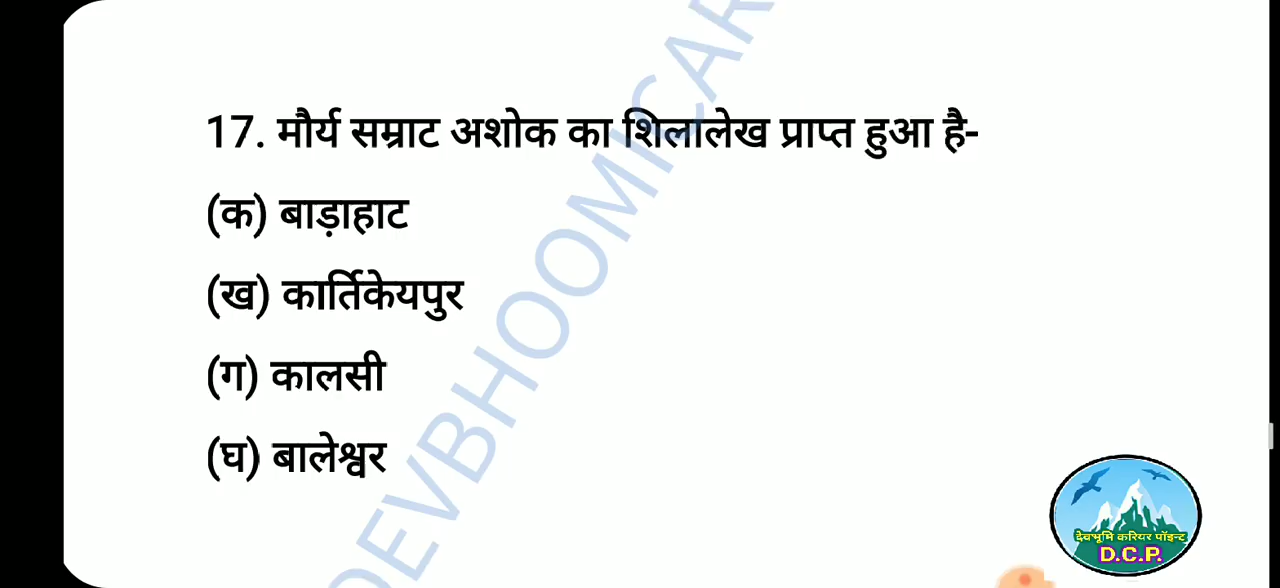 17. मौर्य सम्राट अशोक का शिलालेख प्राप्त हुआ है-
(क) बाड़ाहाट
(ख) कार्तिकेयपुर
(ग) कालसी
(घ) बालेश्वर
DEVBHOOMICAR
देवभूमि करियर पॉइन्ट
D.C.P.